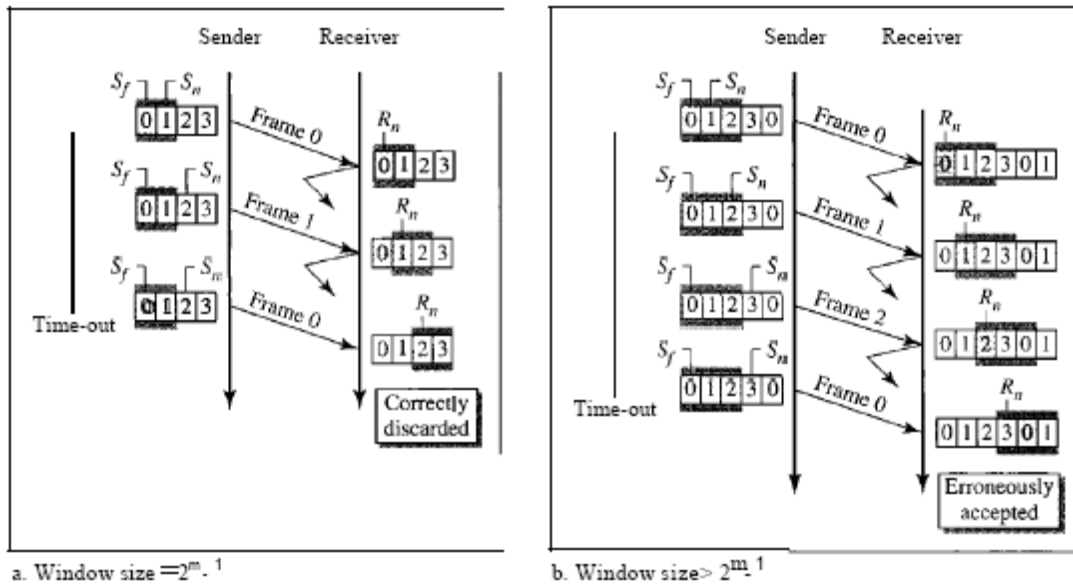 Sender Receiver
S_f S_n
0 1 2 3
Frame 0
R_n
0 1 2 3
S_f S_n
0 1 2 3
Frame 1
R_n
0 1 2 3
S_f S_n
0 1 2 3
Frame 0
R_n
0 1 2 3
Time-out
Correctly
discarded
a. Window size =2^m-1
Sender Receiver
S_f S_n
0 1 2 3 0
Frame 0
R_n
0 1 2 3 0 1
S_f S_n
0 1 2 3 0
Frame 1
R_n
0 1 2 3 0 1
S_f S_n
0 1 2 3 0
Frame 2
R_n
0 1 2 3 0 1
S_f S_n
0 1 2 3 0
Frame 0
R_n
0 1 2 3 0 1
Time-out
Erroneously
accepted
b. Window size> 2^m-1